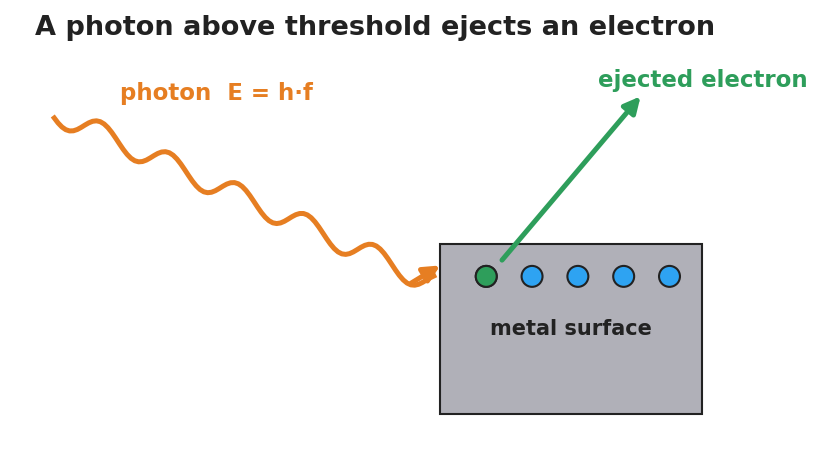 A photon above threshold ejects an electron
ejected electron
photon  E = h·f
metal surface